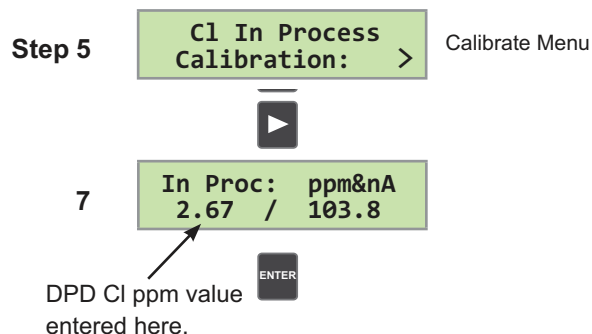 Step 5
Cl In Process
Calibration: >
Calibrate Menu
7
In Proc: ppm&nA
2.67 / 103.8
ENTER
DPD Cl ppm value
entered here.